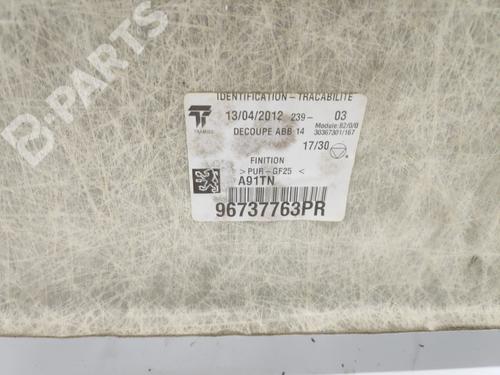 B-PARTS
IDENTIFICATION - TRACABILITE
13/04/2012 239- 03
TRAMICO
DECOUPE ABB 14 Module: 82/0/0
30367301/167
17/30
FINITION
> PUR - GF25 <
A91TN
96737763PR